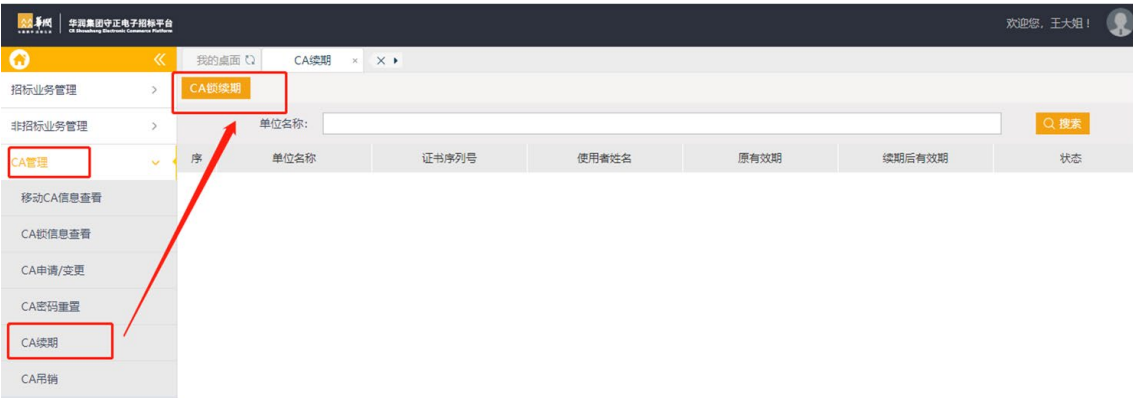 华润集团守正电子招标平台
CR Shouzheng Electronic Commerce Platform
欢迎您，王大姐！
我的桌面 CA续期 ×
招标业务管理
CA锁续期
非招标业务管理
单位名称：
搜索
CA管理
序 单位名称 证书序列号 使用者姓名 原有效期 续期后有效期 状态
移动CA信息查看
CA锁信息查看
CA申请/变更
CA密码重置
CA续期
CA吊销